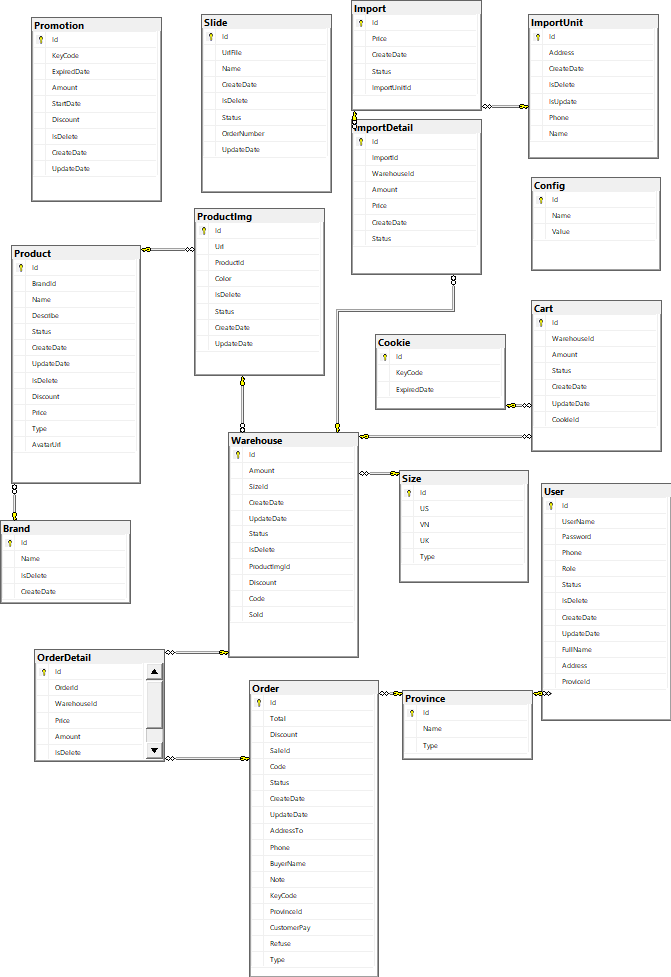 Promotion
Id
KeyCode
ExpiredDate
Amount
StartDate
Discount
IsDelete
CreateDate
UpdateDate
Slide
Id
UrlFile
Name
CreateDate
IsDelete
Status
OrderNumber
UpdateDate
Import
Id
Price
CreateDate
Status
ImportUnitId
ImportUnit
Id
Address
CreateDate
IsDelete
IsUpdate
Phone
Name
ImportDetail
Id
ImportId
WarehouseId
Amount
Price
CreateDate
Status
Config
Id
Name
Value
ProductImg
Id
Url
ProductId
Color
IsDelete
Status
CreateDate
UpdateDate
Product
Id
BrandId
Name
Describe
Status
CreateDate
UpdateDate
IsDelete
Discount
Price
Type
AvatarUrl
Cart
Id
WarehouseId
Amount
Status
CreateDate
UpdateDate
CookieId
Cookie
Id
KeyCode
ExpiredDate
Warehouse
Id
Amount
SizeId
CreateDate
UpdateDate
Status
IsDelete
ProductImgId
Discount
Code
Sold
Size
Id
US
VN
UK
Type
User
Id
UserName
Password
Phone
Role
Status
IsDelete
CreateDate
UpdateDate
FullName
Address
ProviceId
Brand
Id
Name
IsDelete
CreateDate
OrderDetail
Id
OrderId
WarehouseId
Price
Amount
IsDelete
Order
Id
Total
Discount
SaleId
Code
Status
CreateDate
UpdateDate
AddressTo
Phone
BuyerName
Note
KeyCode
ProvinceId
CustomerPay
Refuse
Type
Province
Id
Name
Type